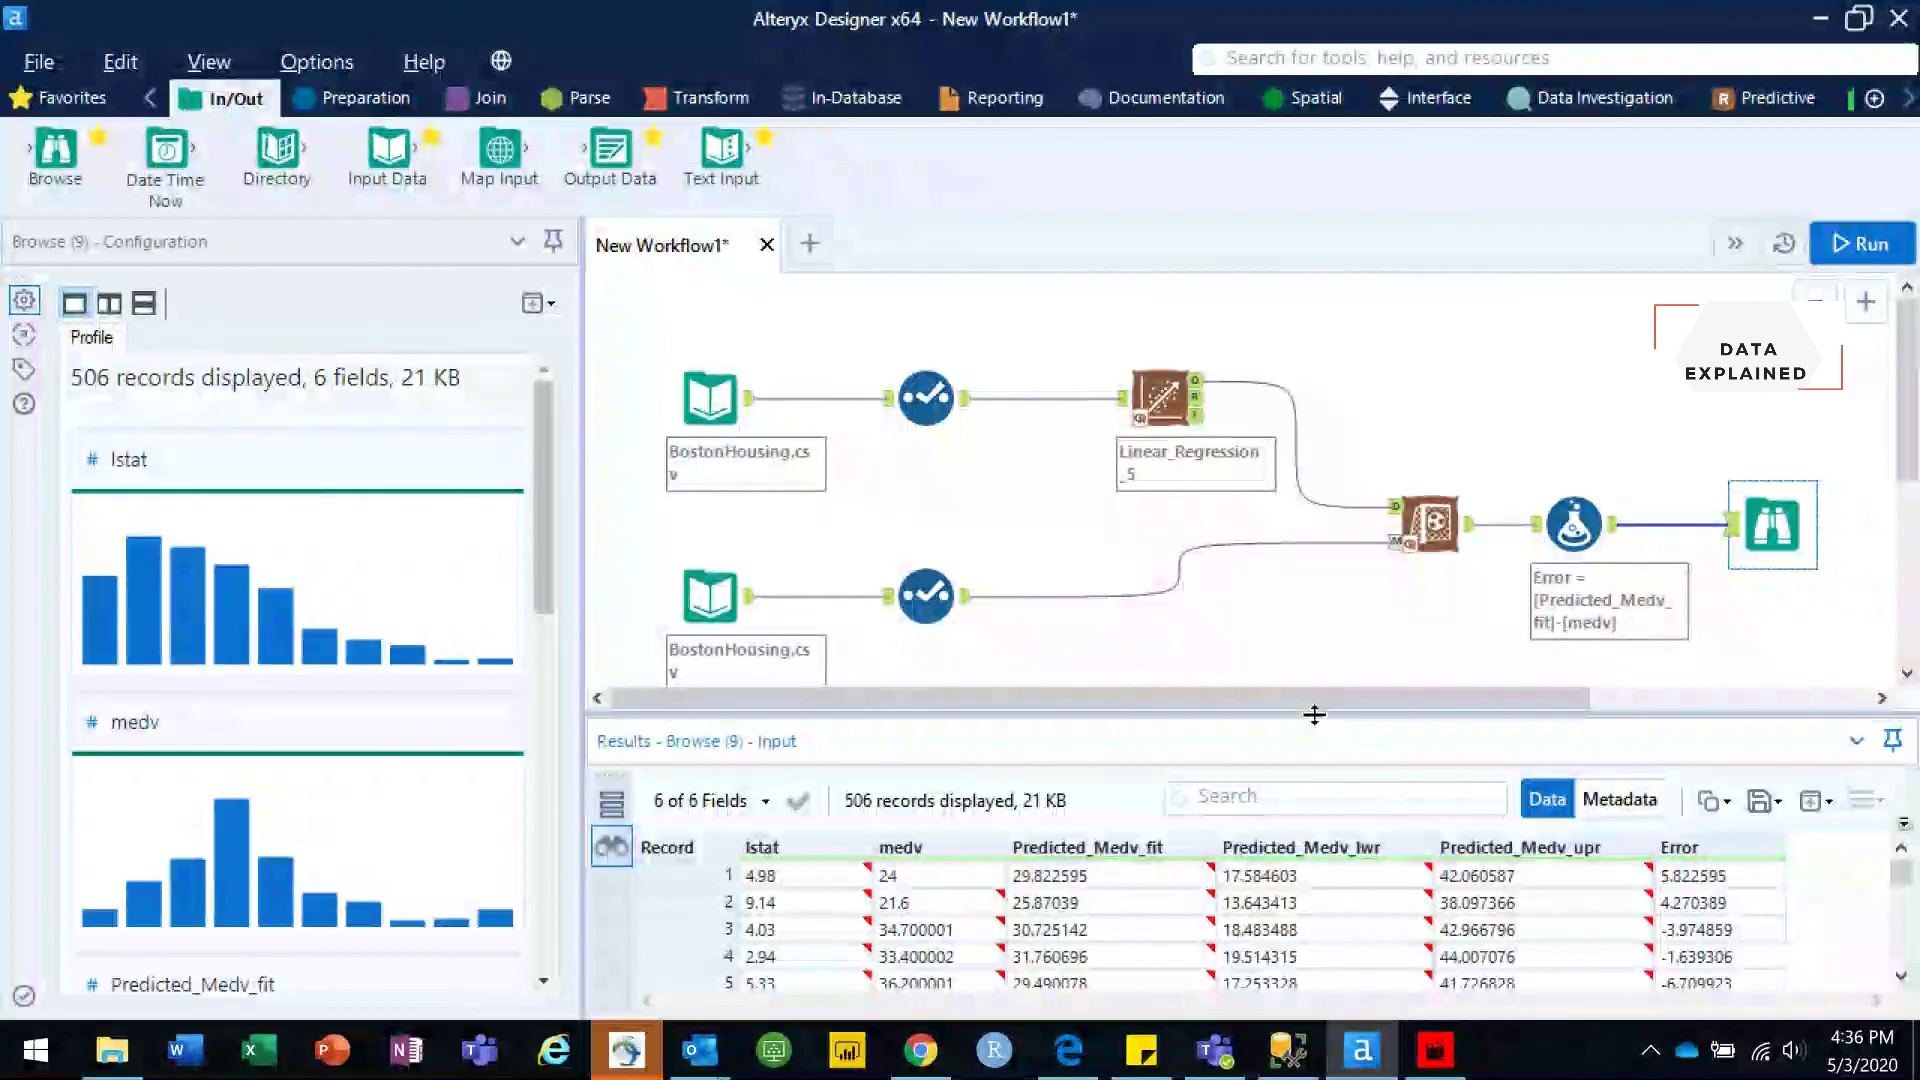 Alteryx Designer x64 - New Workflow1*
File Edit View Options Help
Search for tools, help, and resources
Favorites In/Out Preparation Join Parse Transform In-Database Reporting Documentation Spatial Interface Data Investigation Predictive
Browse Date Time Directory Input Data Map Input Output Data Text Input
Now
Browse (9) - Configuration
New Workflow1*
Run
Profile
506 records displayed, 6 fields, 21 KB
# lstat
# medv
# Predicted_Medv_fit
DATA
EXPLAINED
BostonHousing.cs
v
Linear_Regression
_5
Error =
[Predicted_Medv_
fit]-[medv]
BostonHousing.cs
v
Results - Browse (9) - Input
6 of 6 Fields 506 records displayed, 21 KB Search Data Metadata
Record lstat medv Predicted_Medv_fit Predicted_Medv_lwr Predicted_Medv_upr Error
1 4.98 24 29.822595 17.584603 42.060587 5.822595
2 9.14 21.6 25.87039 13.643413 38.097366 4.270389
3 4.03 34.700001 30.725142 18.483488 42.966796 -3.974859
4 2.94 33.400002 31.760696 19.514315 44.007076 -1.639306
5 5.33 36.200001 29.490078 17.253328 41.726828 -6.709923
4:36 PM
5/3/2020